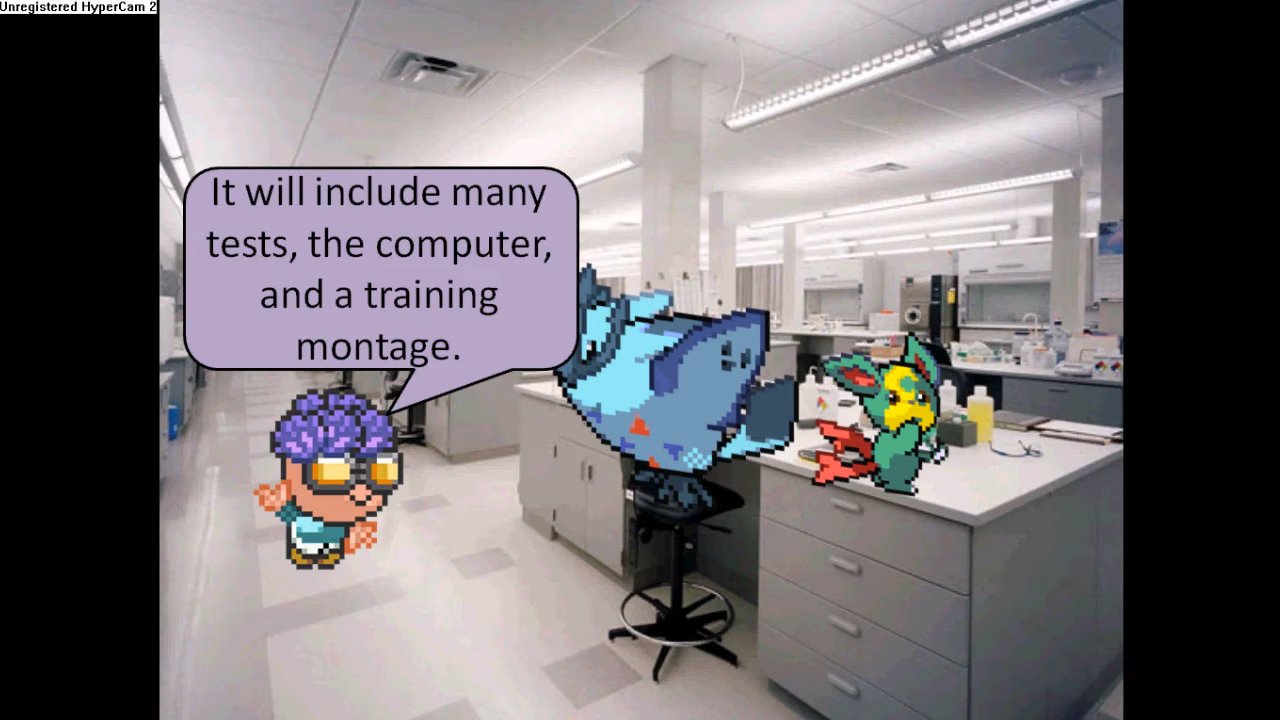 Unregistered HyperCam 2
It will include many
tests, the computer,
and a training
montage.